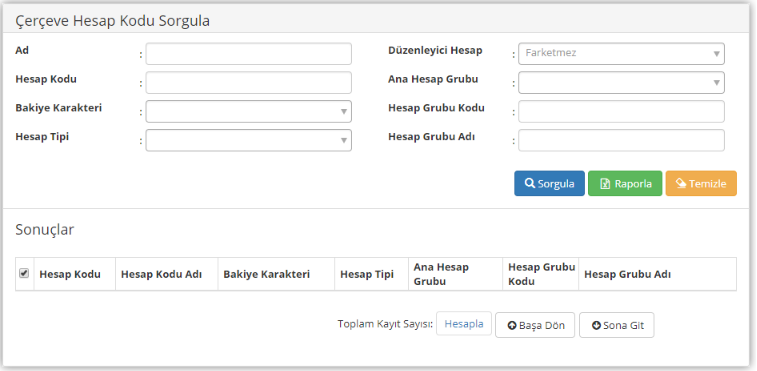 Çerçeve Hesap Kodu Sorgula
Ad : Düzenleyici Hesap : Farketmez
Hesap Kodu : Ana Hesap Grubu :
Bakiye Karakteri : Hesap Grubu Kodu :
Hesap Tipi : Hesap Grubu Adı :
Sorgula Raporla Temizle
Sonuçlar
Hesap Kodu Hesap Kodu Adı Bakiye Karakteri Hesap Tipi Ana Hesap Grubu Hesap Grubu Kodu Hesap Grubu Adı
Toplam Kayıt Sayısı: Hesapla Başa Dön Sona Git